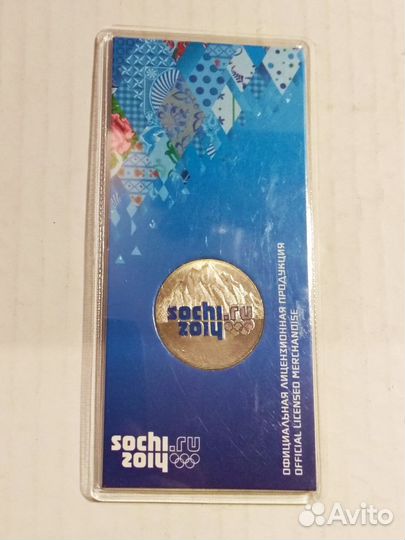 sochi.ru
2014
sochi.ru
2014
ОФИЦИАЛЬНАЯ ЛИЦЕНЗИОННАЯ ПРОДУКЦИЯ
OFFICIAL LICENSED MERCHANDISE
Avito